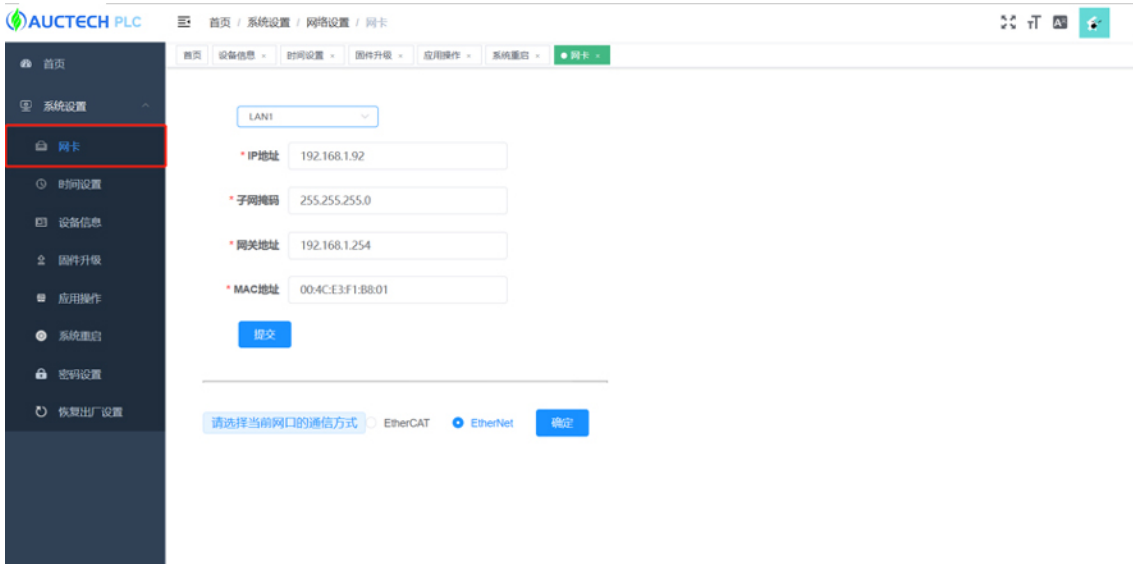 AUCTECH PLC
首页 / 系统设置 / 网络设置 / 网卡
首页 设备信息 × 时间设置 × 固件升级 × 应用操作 × 系统重启 × 网卡 ×
首页
系统设置
网卡
时间设置
设备信息
固件升级
应用操作
系统重启
密码设置
恢复出厂设置
LAN1
* IP地址 192.168.1.92
* 子网掩码 255.255.255.0
* 网关地址 192.168.1.254
* MAC地址 00:4C:E3:F1:B8:01
提交
请选择当前网口的通信方式 EtherCAT EtherNet 确定